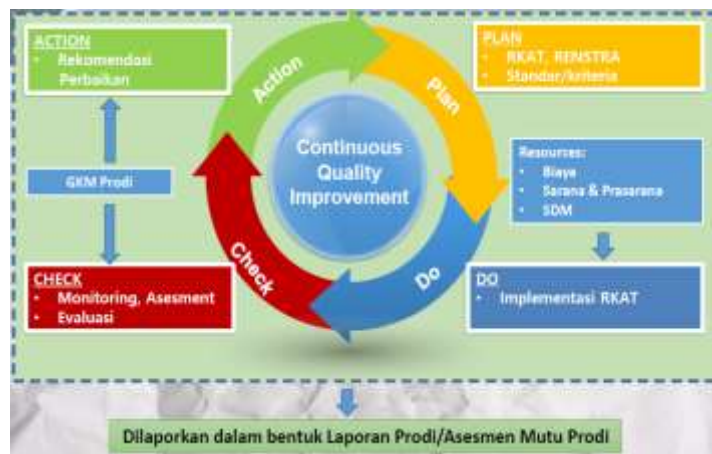 ACTION
• Rekomendasi
Perbaikan
PLAN
• RKAT, RENSTRA
• Standar/kriteria
Action
Plan
Continuous
Quality
Improvement
GKM Prodi
Resources:
• Biaya
• Sarana & Prasarana
• SDM
Check
Do
CHECK
• Monitoring, Asesment
• Evaluasi
DO
• Implementasi RKAT
Dilaporkan dalam bentuk Laporan Prodi/Asesmen Mutu Prodi